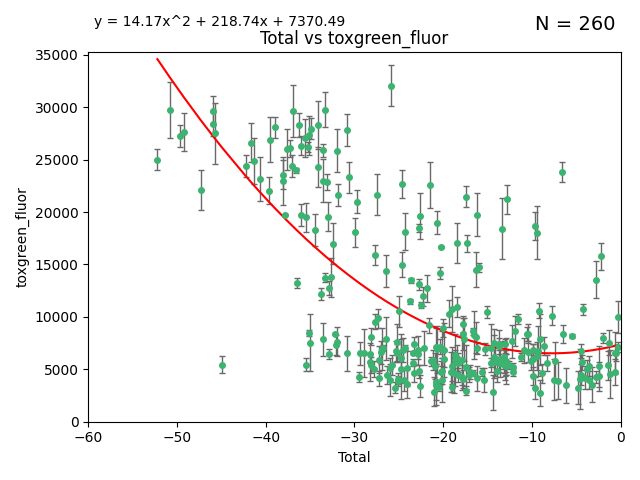 y = 14.17x^2 + 218.74x + 7370.49
N = 260
Total vs toxgreen_fluor
35000
30000
25000
20000
15000
10000
5000
0
toxgreen_fluor
−60 −50 −40 −30 −20 −10 0
Total